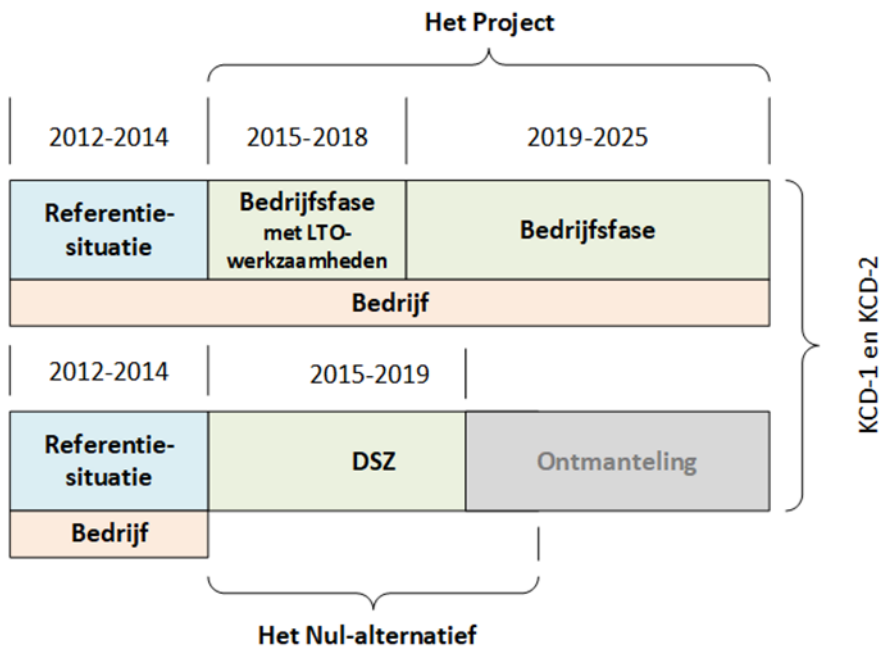 Het Project
2012-2014
2015-2018
2019-2025
Referentie-
situatie
Bedrijfsfase
met LTO-
werkzaamheden
Bedrijfsfase
Bedrijf
2012-2014
2015-2019
Referentie-
situatie
DSZ
Ontmanteling
Bedrijf
Het Nul-alternatief
KCD-1 en KCD-2